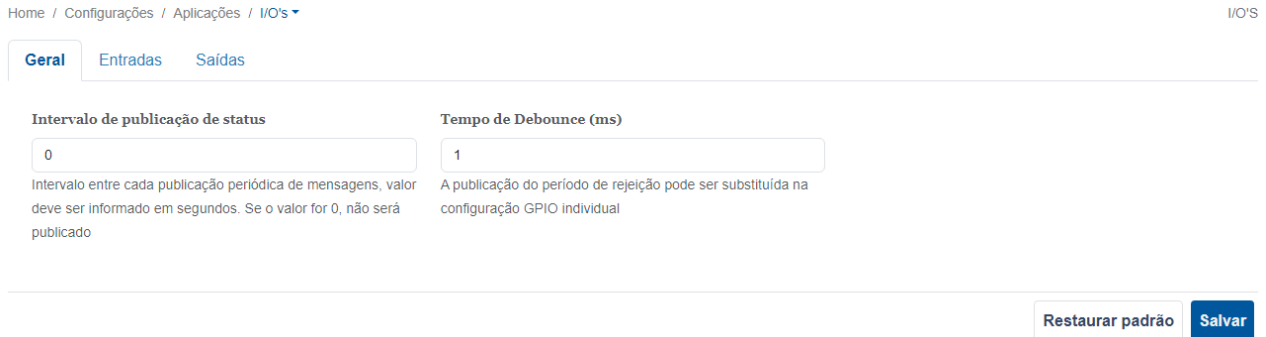 Home / Configurações / Aplicações / I/O's
I/O'S
Geral
Entradas
Saídas
Intervalo de publicação de status
Tempo de Debounce (ms)
0
1
Intervalo entre cada publicação periódica de mensagens, valor
deve ser informado em segundos. Se o valor for 0, não será
publicado
A publicação do período de rejeição pode ser substituída na
configuração GPIO individual
Restaurar padrão
Salvar